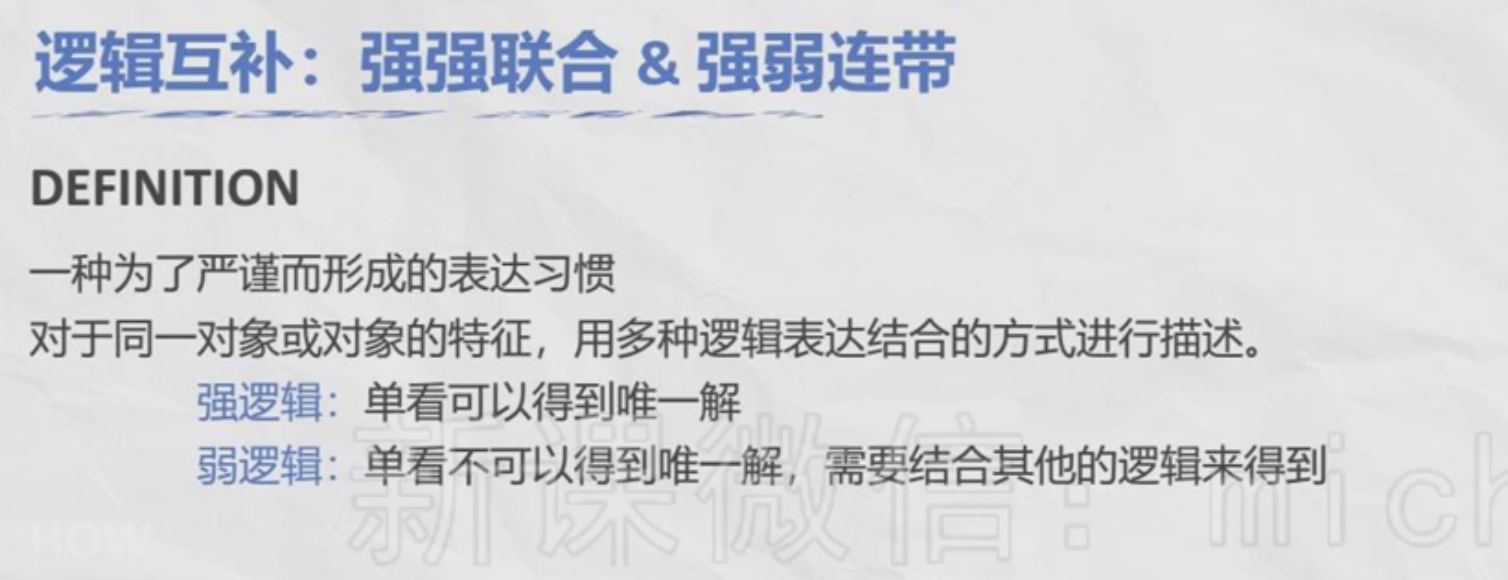 逻辑互补：强强联合 & 强弱连带
DEFINITION
一种为了严谨而形成的表达习惯
对于同一对象或对象的特征，用多种逻辑表达结合的方式进行描述。
强逻辑：单看可以得到唯一解
弱逻辑：单看不可以得到唯一解，需要结合其他的逻辑来得到
新课微信：mich
HOW